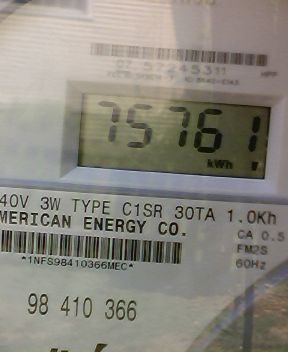 75761
kWh
40V 3W TYPE C1SR 30TA 1.0Kh
MERICAN ENERGY CO.
CA 0.5
FM2S
60Hz
*1NFS98410366MEC*
98 410 366